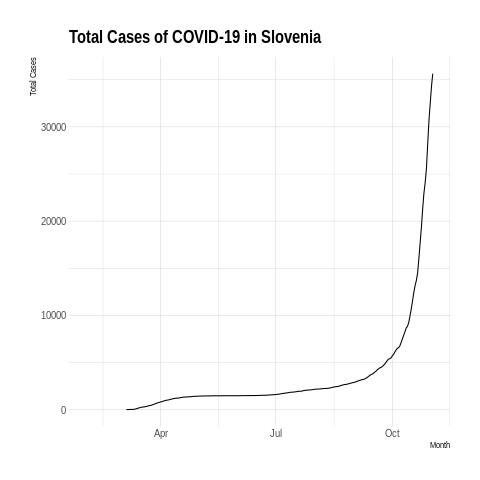 Total Cases of COVID-19 in Slovenia
Total Cases
30000
20000
10000
0
Apr Jul Oct
Month